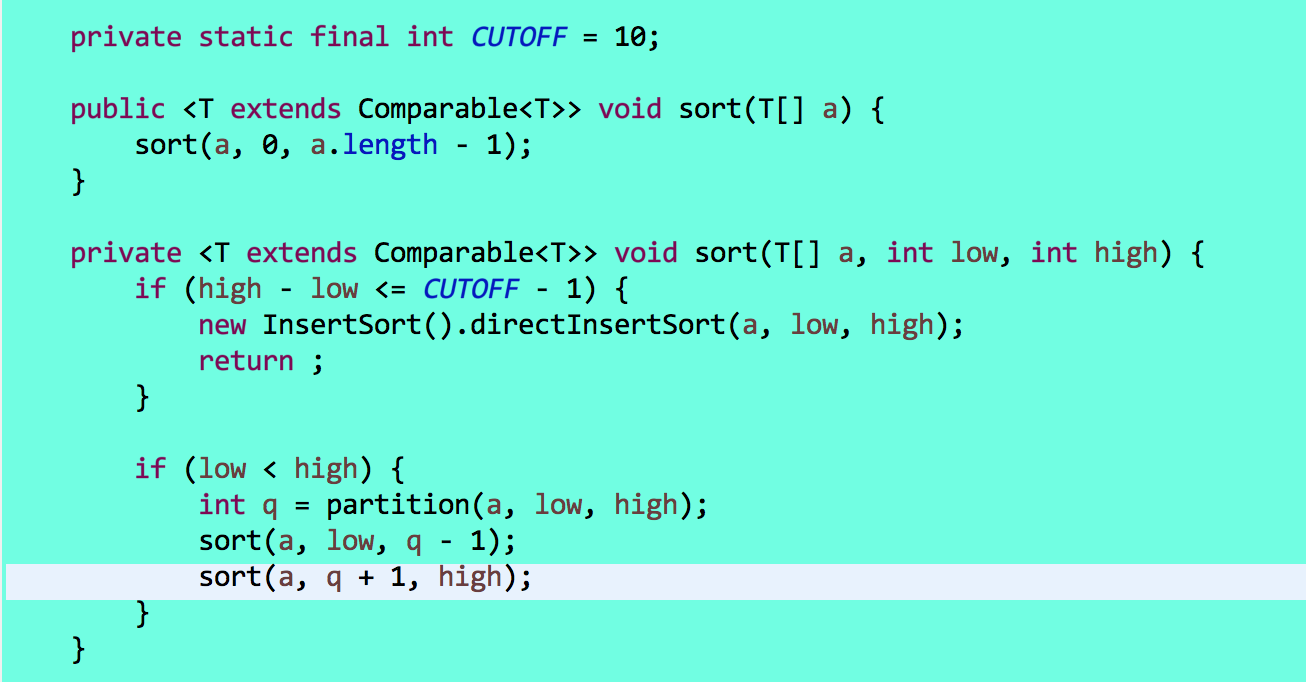 private static final int CUTOFF = 10;
public <T extends Comparable<T>> void sort(T[] a) {
sort(a, 0, a.length - 1);
}
private <T extends Comparable<T>> void sort(T[] a, int low, int high) {
if (high - low <= CUTOFF - 1) {
new InsertSort().directInsertSort(a, low, high);
return ;
}
if (low < high) {
int q = partition(a, low, high);
sort(a, low, q - 1);
sort(a, q + 1, high);
}
}